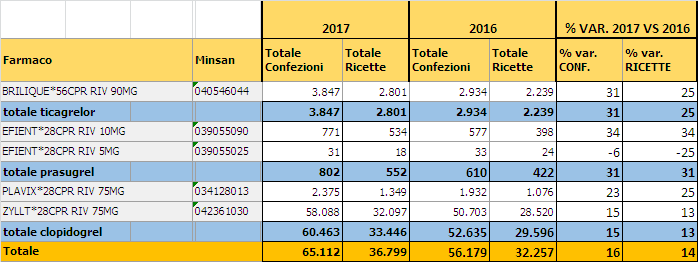 2017 2016 % VAR. 2017 VS 2016
Farmaco Minsan Totale Confezioni Totale Ricette Totale Confezioni Totale Ricette % var. CONF. % var. RICETTE
BRILIQUE*56CPR RIV 90MG 040546044 3.847 2.801 2.934 2.239 31 25
totale ticagrelor 3.847 2.801 2.934 2.239 31 25
EFIENT*28CPR RIV 10MG 039055090 771 534 577 398 34 34
EFIENT*28CPR RIV 5MG 039055025 31 18 33 24 -6 -25
totale prasugrel 802 552 610 422 31 31
PLAVIX*28CPR RIV 75MG 034128013 2.375 1.349 1.932 1.076 23 25
ZYLLT*28CPR RIV 75MG 042361030 58.088 32.097 50.703 28.520 15 13
totale clopidogrel 60.463 33.446 52.635 29.596 15 13
Totale 65.112 36.799 56.179 32.257 16 14